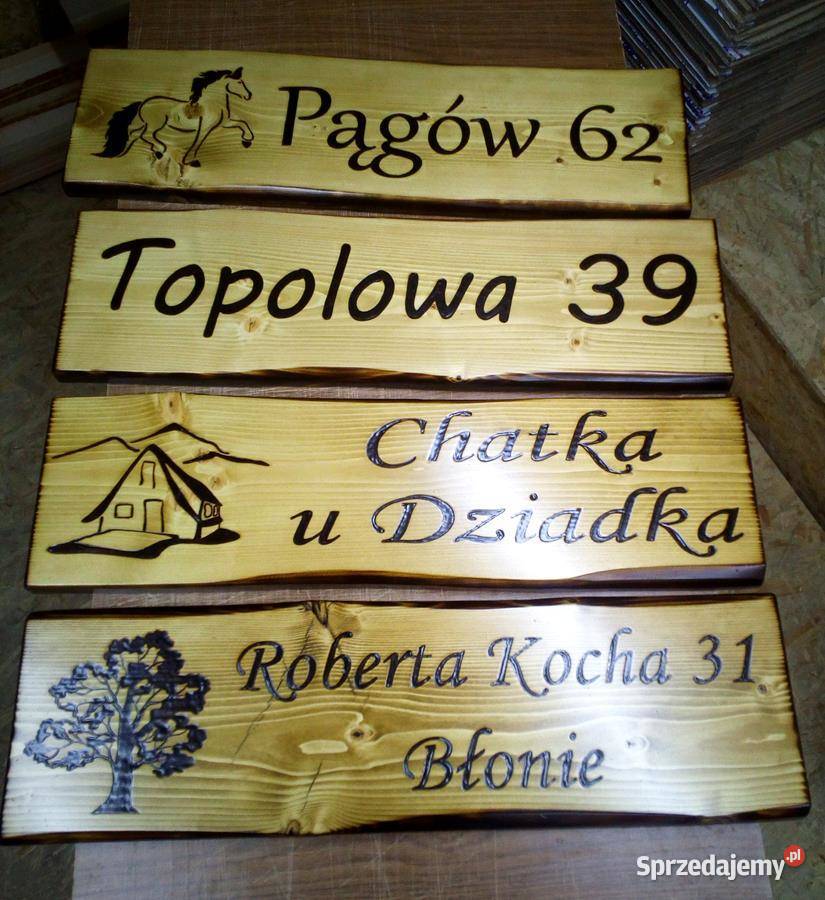 Pągów 62
Topolowa 39
Chatka
u Dziadka
Roberta Kocha 31
Błonie
Sprzedajemy.pl